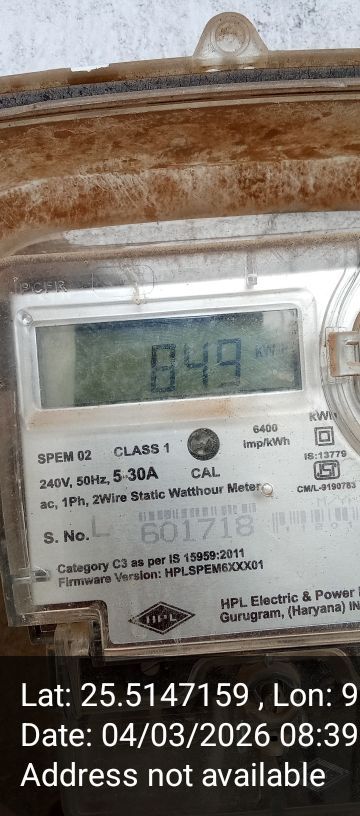 849 KWH
KWh
6400
imp/kWh
SPEM 02 CLASS 1
CAL
IS:13779
240V, 50Hz, 5-30A
CM/L-9190783
ac, 1Ph, 2Wire Static Watthour Meter
S. No. L 601718
Category C3 as per IS 15959:2011
Firmware Version: HPLSPEM6XXX01
HPL
HPL Electric & Power
Gurugram, (Haryana) IN
Lat: 25.5147159 , Lon: 9
Date: 04/03/2026 08:39
Address not available